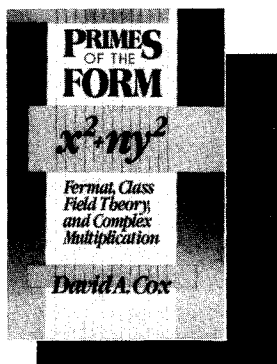 PRIMES
OF THE
FORM
x²+ny²
Fermat, Class
Field Theory,
and Complex
Multiplication
David A. Cox